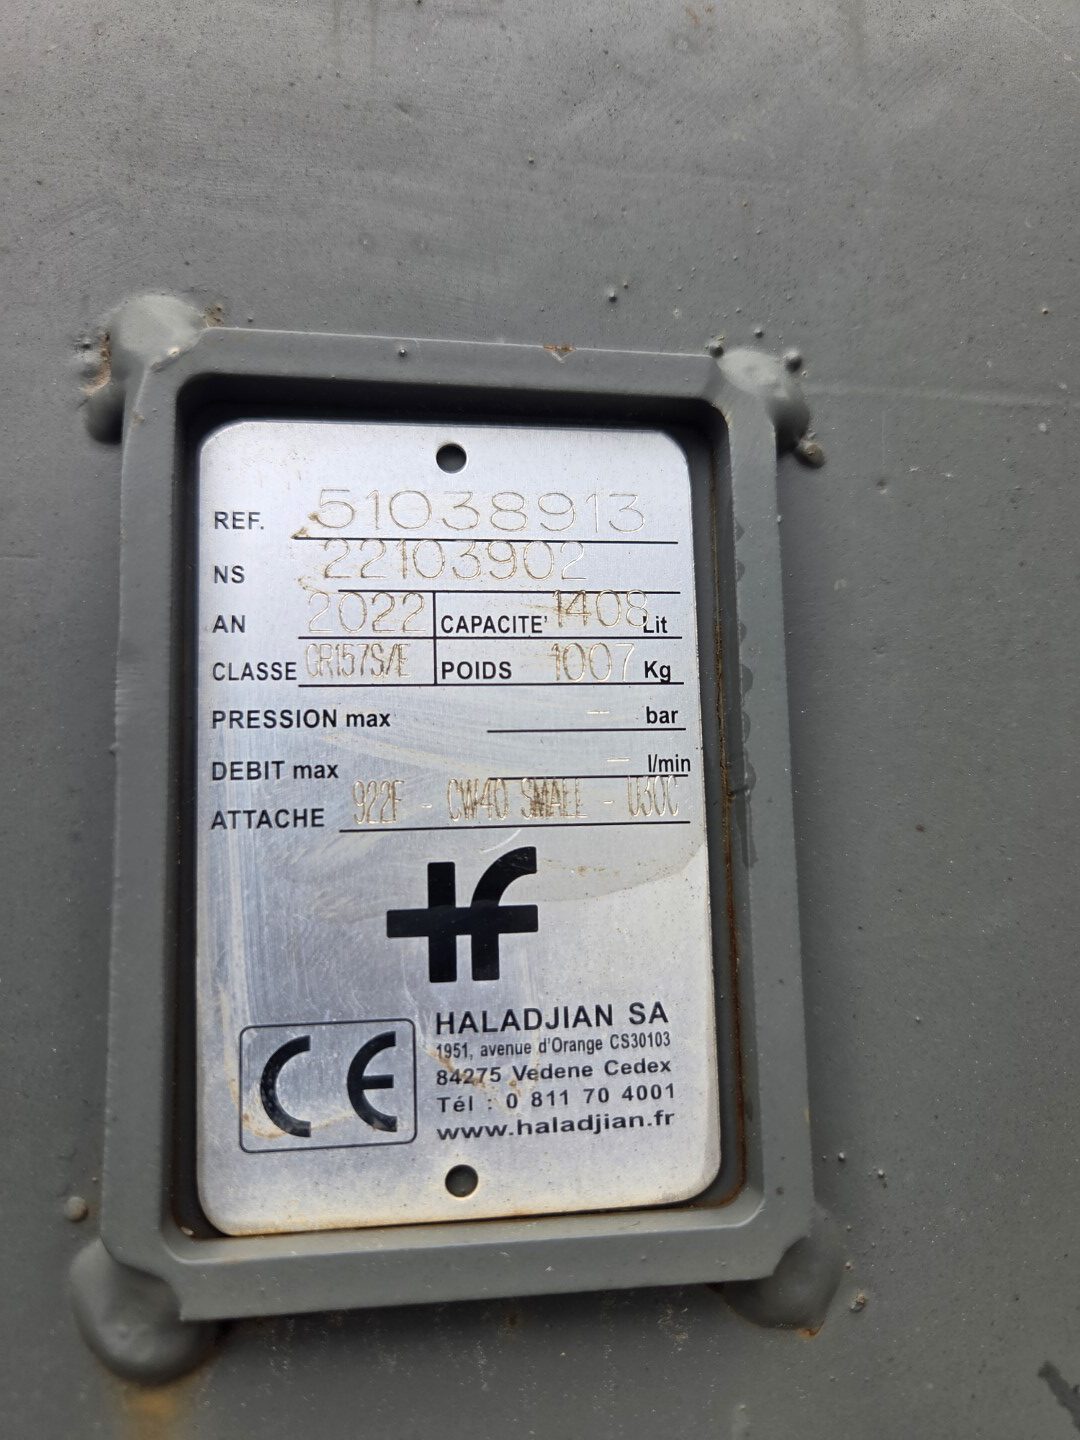 REF. 51038913
NS 22103902
AN 2022 CAPACITE' 1408 Lit
CLASSE CR157S/E POIDS 1007 Kg
PRESSION max — bar
DEBIT max — l/min
ATTACHE 922F - CW40 SMALL - U30C
HF
HALADJIAN SA
1951, avenue d'Orange CS30103
84275 Vedene Cedex
Tél : 0 811 70 4001
www.haladjian.fr
CE